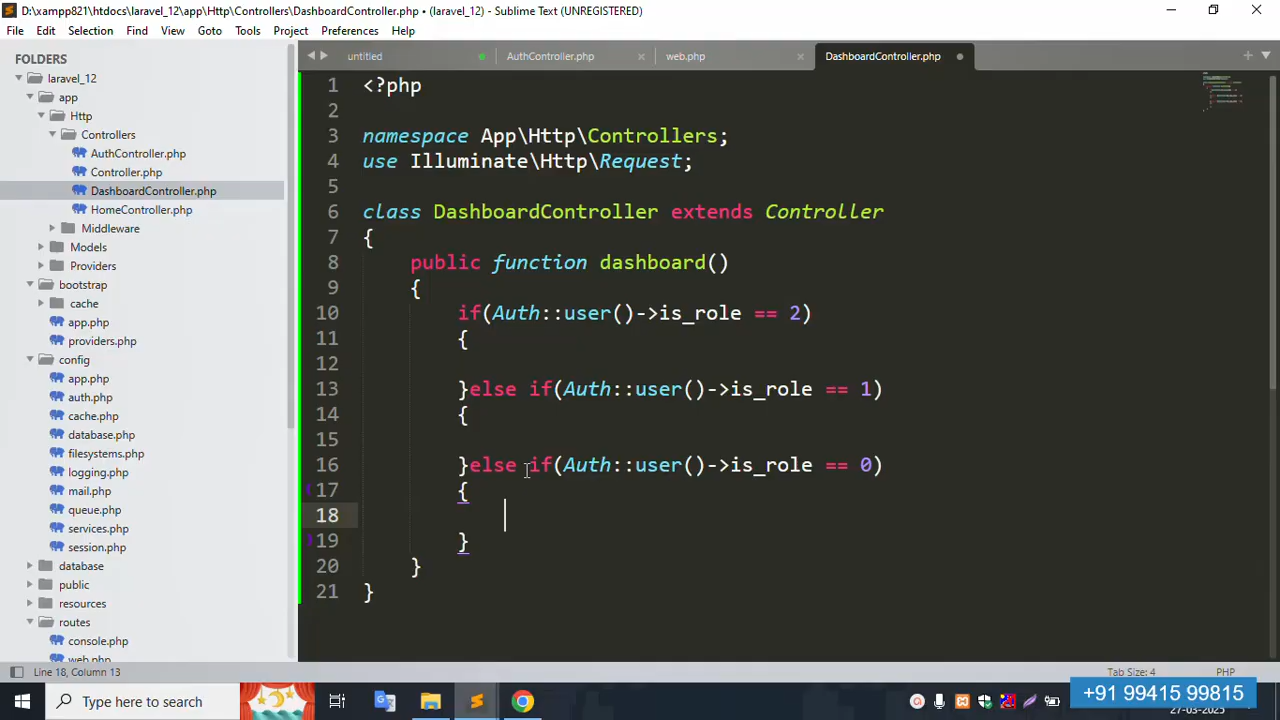 D:\xampp821\htdocs\laravel_12\app\Http\Controllers\DashboardController.php • (laravel_12) - Sublime Text (UNREGISTERED)
File Edit Selection Find View Goto Tools Project Preferences Help
FOLDERS
laravel_12
app
Http
Controllers
AuthController.php
Controller.php
DashboardController.php
HomeController.php
Middleware
Models
Providers
bootstrap
cache
app.php
providers.php
config
app.php
auth.php
cache.php
database.php
filesystems.php
logging.php
mail.php
queue.php
services.php
session.php
database
public
resources
routes
console.php
web.php
untitled AuthController.php web.php DashboardController.php
1 <?php
2
3 namespace App\Http\Controllers;
4 use Illuminate\Http\Request;
5
6 class DashboardController extends Controller
7 {
8 public function dashboard()
9 {
10 if(Auth::user()->is_role == 2)
11 {
12
13 }else if(Auth::user()->is_role == 1)
14 {
15
16 }else if(Auth::user()->is_role == 0)
17 {
18
19 }
20 }
21 }
Line 18, Column 13
Tab Size: 4 PHP
Type here to search
+91 99415 99815
27-03-2025